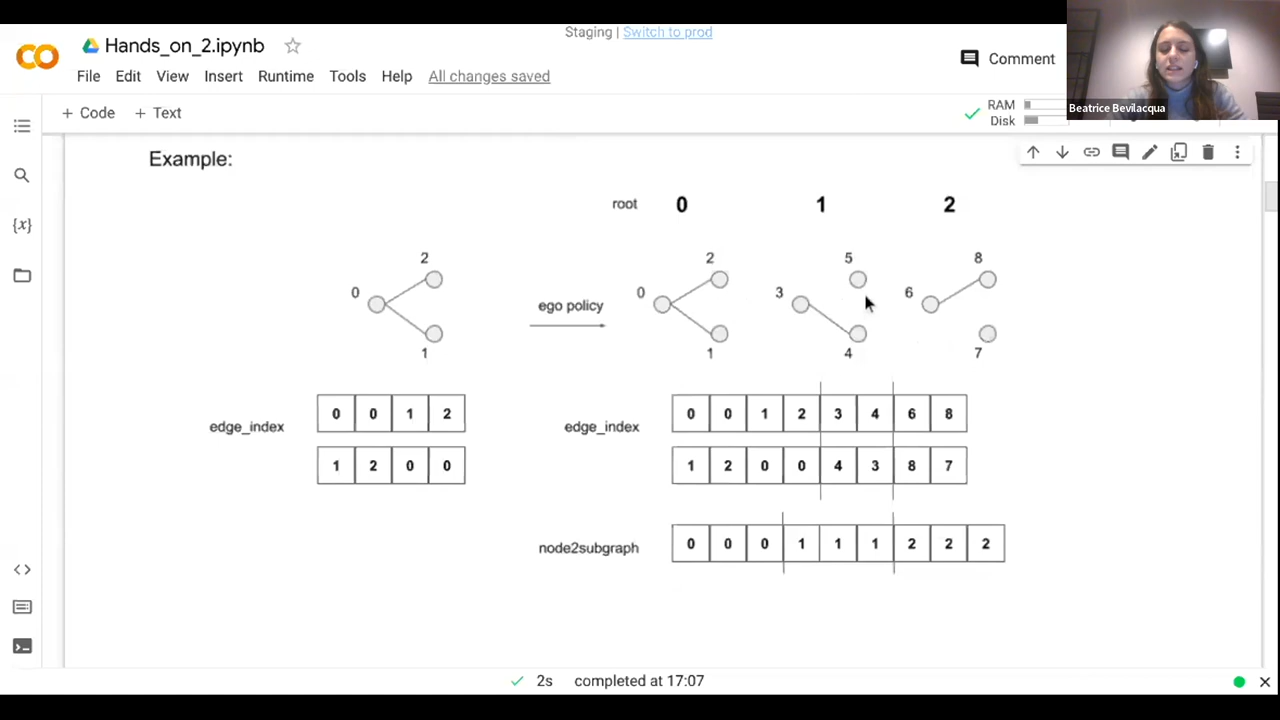 Staging | Switch to prod
Hands_on_2.ipynb
File Edit View Insert Runtime Tools Help All changes saved
Comment
Beatrice Bevilacqua
+ Code + Text
RAM
Disk
{x}
Example:
root 0 1 2
2 2 5 8
0 0 3 6
ego policy
1 1 4 7
edge_index 0 0 1 2
1 2 0 0
edge_index 0 0 1 2 3 4 6 8
1 2 0 0 4 3 8 7
node2subgraph 0 0 0 1 1 1 2 2 2
2s completed at 17:07